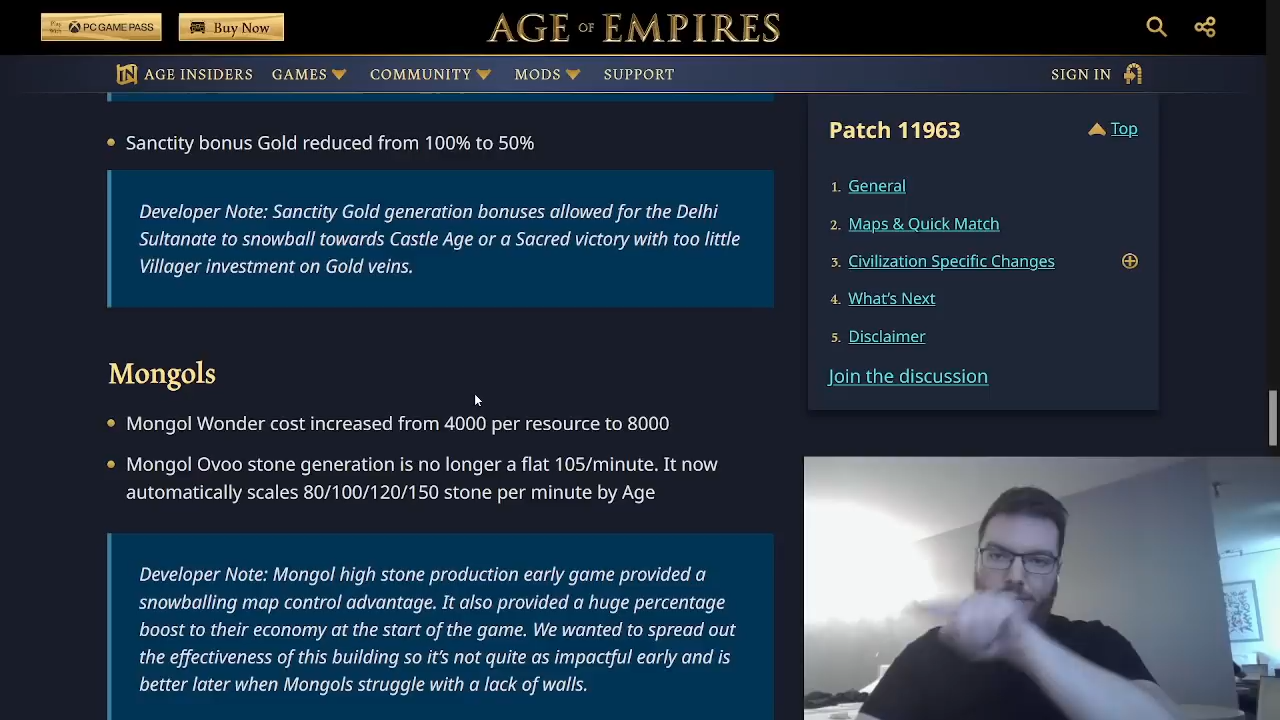 PC GAME PASS
Buy Now
AGE OF EMPIRES
AGE INSIDERS
GAMES
COMMUNITY
MODS
SUPPORT
SIGN IN
• Sanctity bonus Gold reduced from 100% to 50%
Developer Note: Sanctity Gold generation bonuses allowed for the Delhi
Sultanate to snowball towards Castle Age or a Sacred victory with too little
Villager investment on Gold veins.
Mongols
• Mongol Wonder cost increased from 4000 per resource to 8000
• Mongol Ovoo stone generation is no longer a flat 105/minute. It now
automatically scales 80/100/120/150 stone per minute by Age
Developer Note: Mongol high stone production early game provided a
snowballing map control advantage. It also provided a huge percentage
boost to their economy at the start of the game. We wanted to spread out
the effectiveness of this building so it’s not quite as impactful early and is
better later when Mongols struggle with a lack of walls.
Patch 11963
Top
1. General
2. Maps & Quick Match
3. Civilization Specific Changes
4. What’s Next
5. Disclaimer
Join the discussion